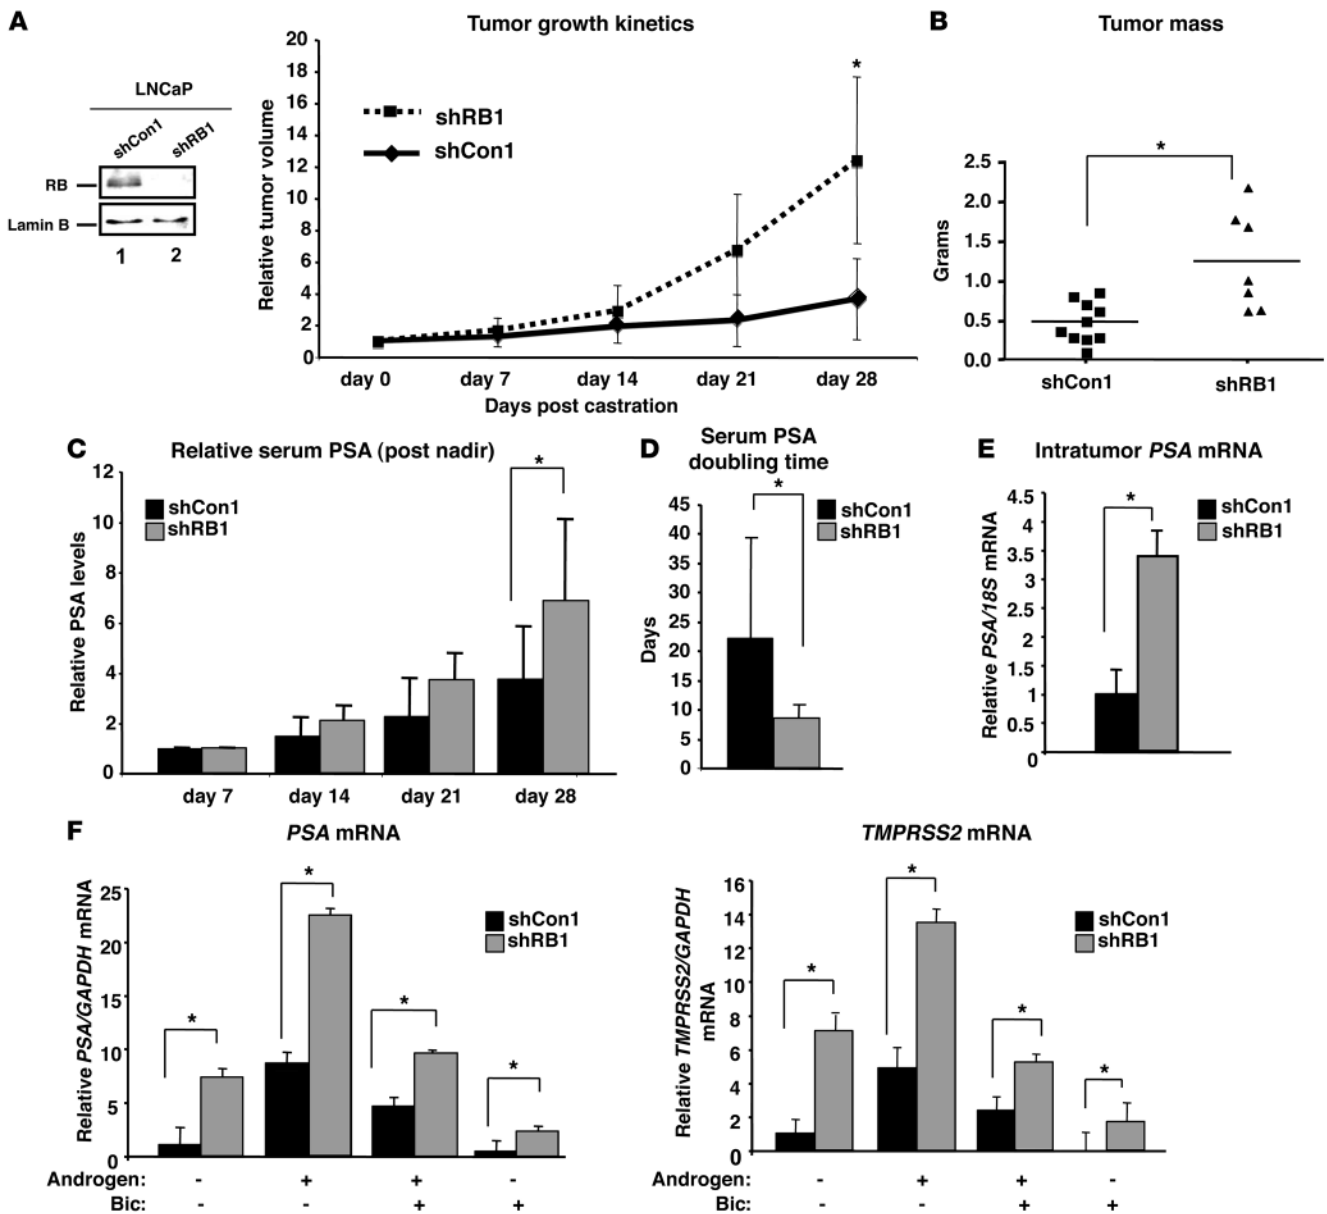 A
LNCaP
shCon1
shRB1
RB
Lamin B
1
2
Tumor growth kinetics
Relative tumor volume
20
18
16
14
12
10
8
6
4
2
0
shRB1
shCon1
*
day 0
day 7
day 14
day 21
day 28
Days post castration
B
Tumor mass
Grams
2.5
2.0
1.5
1.0
0.5
0.0
*
shCon1
shRB1
C
Relative serum PSA (post nadir)
Relative PSA levels
12
10
8
6
4
2
0
shCon1
shRB1
*
day 7
day 14
day 21
day 28
D
Serum PSA
doubling time
Days
45
40
35
30
25
20
15
10
5
0
*
shCon1
shRB1
E
Intratumor PSA mRNA
Relative PSA/18S mRNA
4.5
4
3.5
3
2.5
2
1.5
1
0.5
0
*
shCon1
shRB1
F
PSA mRNA
Relative PSA/GAPDH mRNA
25
20
15
10
5
0
*
*
*
*
shCon1
shRB1
Androgen: - + + -
Bic: - - + +
TMPRSS2 mRNA
Relative TMPRSS2/GAPDH
mRNA
16
14
12
10
8
6
4
2
0
*
*
*
*
shCon1
shRB1
Androgen: - + + -
Bic: - - + +